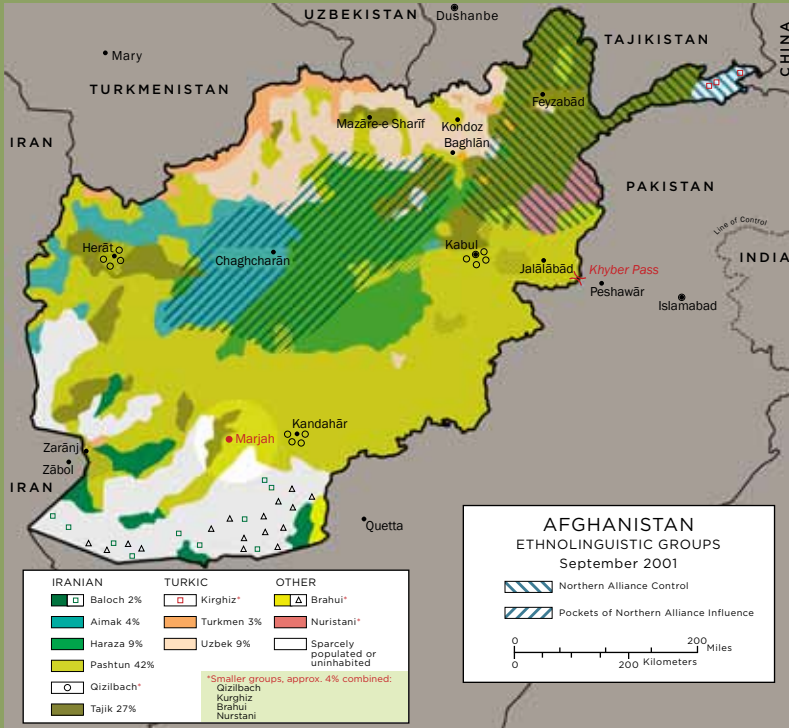 UZBEKISTAN
Dushanbe
TAJIKISTAN
CHINA
Mary
TURKMENISTAN
Feyzabād
Mazāre-e Sharīf
Kondoz
Baghlān
IRAN
PAKISTAN
Line of Control
Herāt
Chaghcharān
Kabul
INDIA
Jalālābād
Khyber Pass
Peshawār
Islamabad
Kandahār
Marjah
Zarānj
Zābol
IRAN
Quetta
AFGHANISTAN
ETHNOLINGUISTIC GROUPS
September 2001
Northern Alliance Control
Pockets of Northern Alliance Influence
0 200 Miles
0 200 Kilometers
IRANIAN TURKIC OTHER
Baloch 2% Kirghiz* Brahui*
Aimak 4% Turkmen 3% Nuristani*
Haraza 9% Uzbek 9% Sparcely
populated or
uninhabited
Pashtun 42%
Qizilbach*
Tajik 27%
*Smaller groups, approx. 4% combined:
Qizilbach
Kurghiz
Brahui
Nurstani